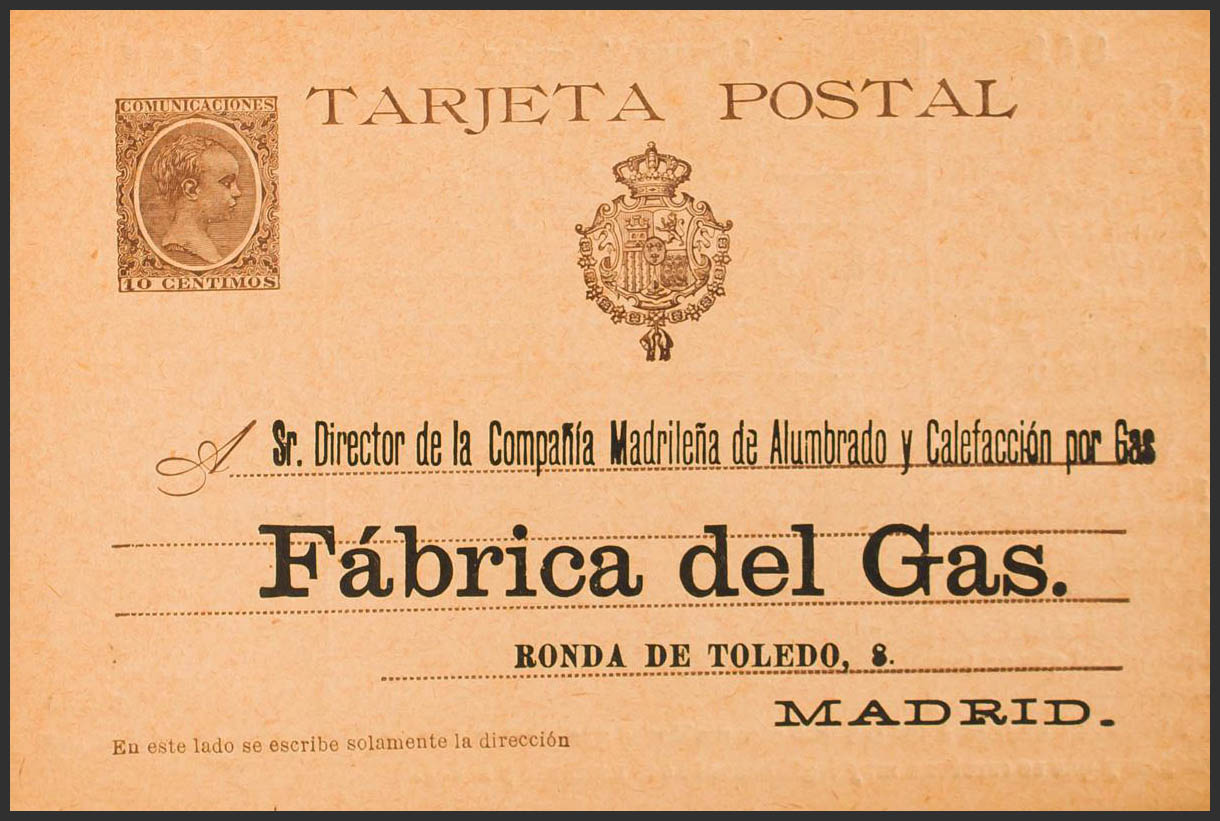 TARJETA POSTAL
COMUNICACIONES
10 CENTIMOS
A Sr. Director de la Compañía Madrileña de Alumbrado y Calefacción por Gas
Fábrica del Gas.
RONDA DE TOLEDO, 8.
MADRID.
En este lado se escribe solamente la dirección